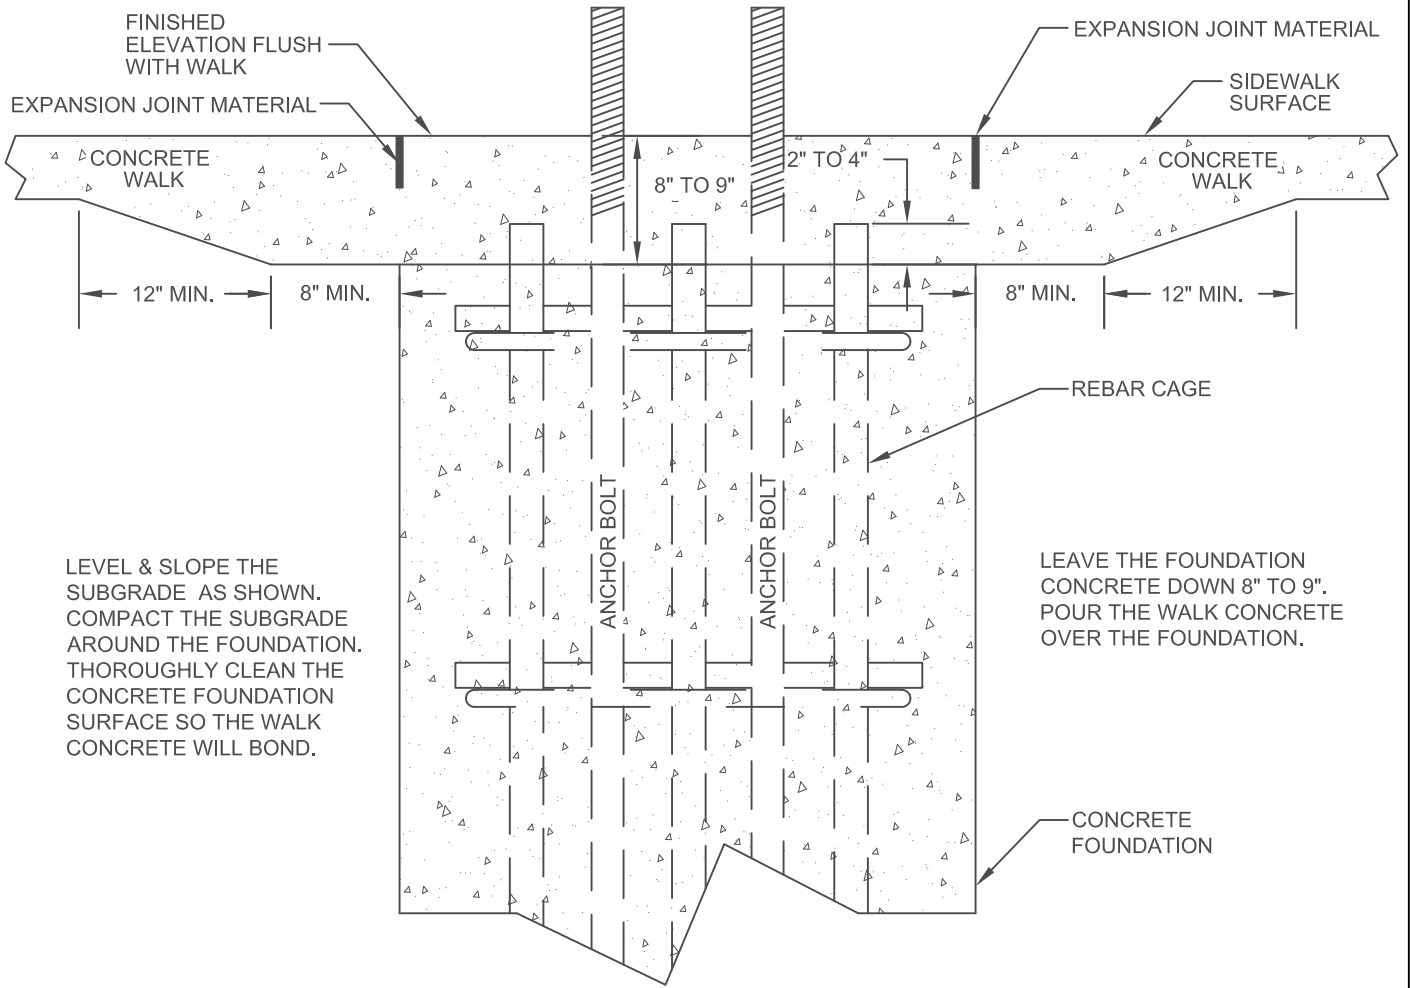 FINISHED
ELEVATION FLUSH
WITH WALK
EXPANSION JOINT MATERIAL
EXPANSION JOINT MATERIAL
SIDEWALK
SURFACE
CONCRETE
WALK
8" TO 9"
2" TO 4"
CONCRETE
WALK
12" MIN.
8" MIN.
8" MIN.
12" MIN.
REBAR CAGE
ANCHOR BOLT
ANCHOR BOLT
LEVEL & SLOPE THE
SUBGRADE AS SHOWN.
COMPACT THE SUBGRADE
AROUND THE FOUNDATION.
THOROUGHLY CLEAN THE
CONCRETE FOUNDATION
SURFACE SO THE WALK
CONCRETE WILL BOND.
LEAVE THE FOUNDATION
CONCRETE DOWN 8" TO 9".
POUR THE WALK CONCRETE
OVER THE FOUNDATION.
CONCRETE
FOUNDATION